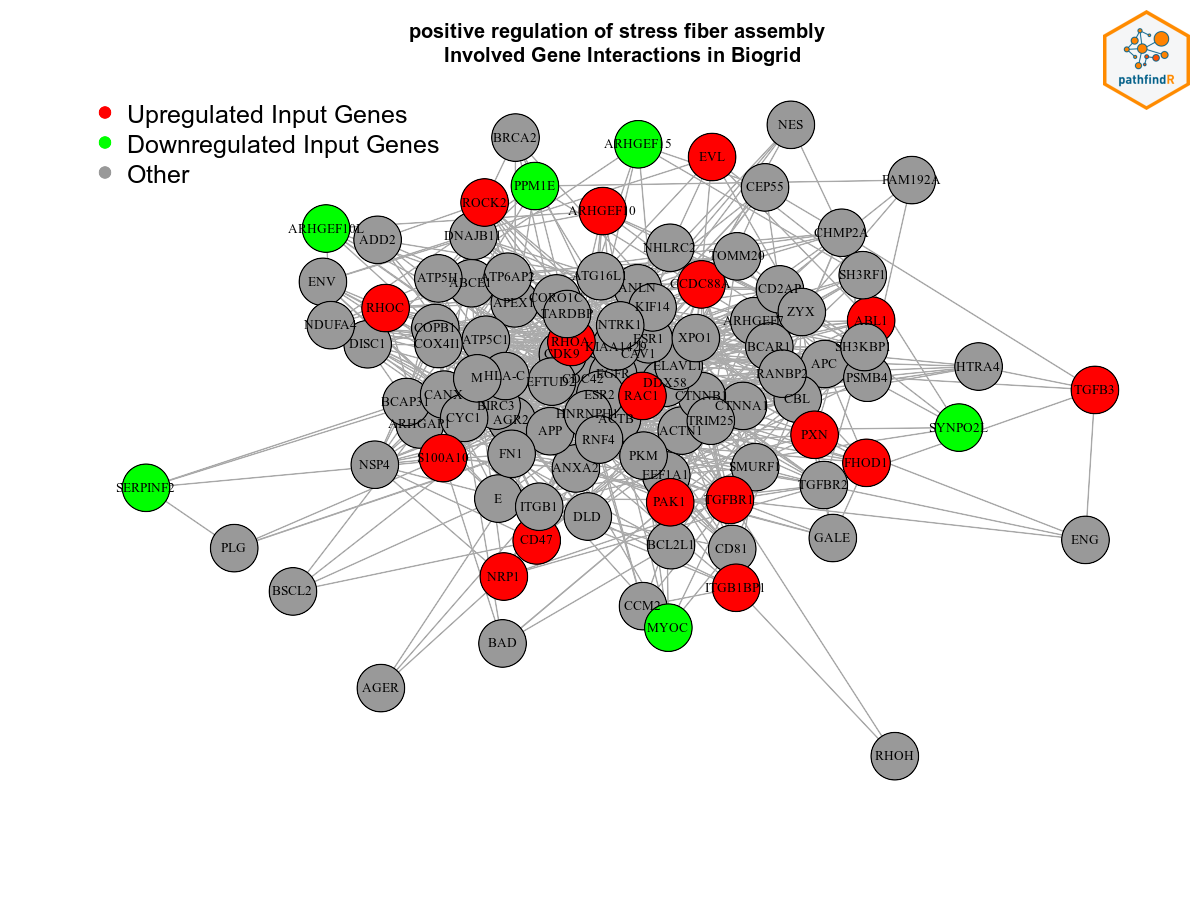 positive regulation of stress fiber assembly
Involved Gene Interactions in Biogrid
pathfindR
Upregulated Input Genes
Downregulated Input Genes
Other
NES
BRCA2
ARHGEF15
EVL
PPM1E
CEP55
FAM192A
ROCK2
ARHGEF10
ARHGEF10L
ADD2
DNAJB11
CHMP2A
NHLRC2
TOMM20
ENV
ATP5H
ABCE1
ATP6AP2
ATG16L1
ANLN
CCDC88A
CD2AP
SH3RF1
RHOC
APEX1
CORO1C
TARDBP
KIF14
ZYX
NDUFA4
COPB1
NTRK1
ARHGEF7
ABL1
DISC1
COX4I1
ATP5C1
RHOA
KIAA1429
ESR1
XPO1
BCAR1
SH3KBP1
CDK9
CAV1
ELAVL1
APC
HTRA4
M
HLA-C
EFTUD2
CDC42
EGFR
DDX58
RANBP2
PSMB4
TGFB3
BCAP31
CANX
BIRC3
ESR2
RAC1
CTNNB1
CTNNA1
CBL
ARHGAP1
CYC1
AGR2
HNRNPH1
ACTB
TRIM25
APP
RNF4
ACTN1
PXN
SYNPO2L
NSP4
S100A10
FN1
ANXA2
PKM
EEF1A1
SMURF1
FHOD1
SERPINF2
E
ITGB1
DLD
PAK1
TGFBR1
TGFBR2
PLG
CD47
BCL2L1
CD81
GALE
ENG
BSCL2
NRP1
CCM2
ITGB1BP1
BAD
MYOC
AGER
RHOH